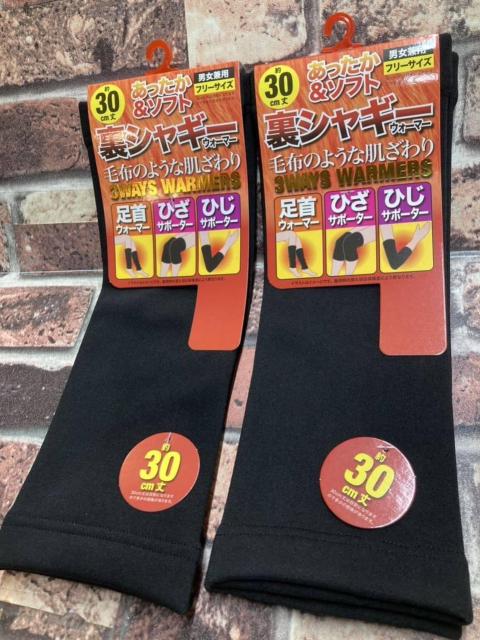 約
30
cm丈
あったか
&ソフト
男女兼用
フリーサイズ
裏シャギー
ウォーマー
毛布のような肌ざわり
3WAYS WARMERS
足首
ウォーマー
ひざ
サポーター
ひじ
サポーター
約
30
cm丈
約
30
cm丈
あったか
&ソフト
男女兼用
フリーサイズ
裏シャギー
ウォーマー
毛布のような肌ざわり
3WAYS WARMERS
足首
ウォーマー
ひざ
サポーター
ひじ
サポーター
約
30
cm丈